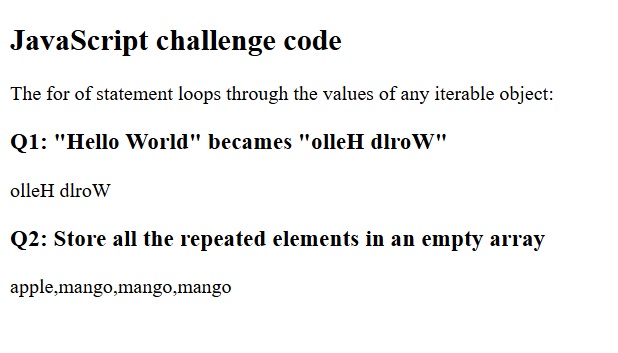 JavaScript challenge code
The for of statement loops through the values of any iterable object:
Q1: "Hello World" becames "olleH dlroW"
olleH dlroW
Q2: Store all the repeated elements in an empty array
apple,mango,mango,mango